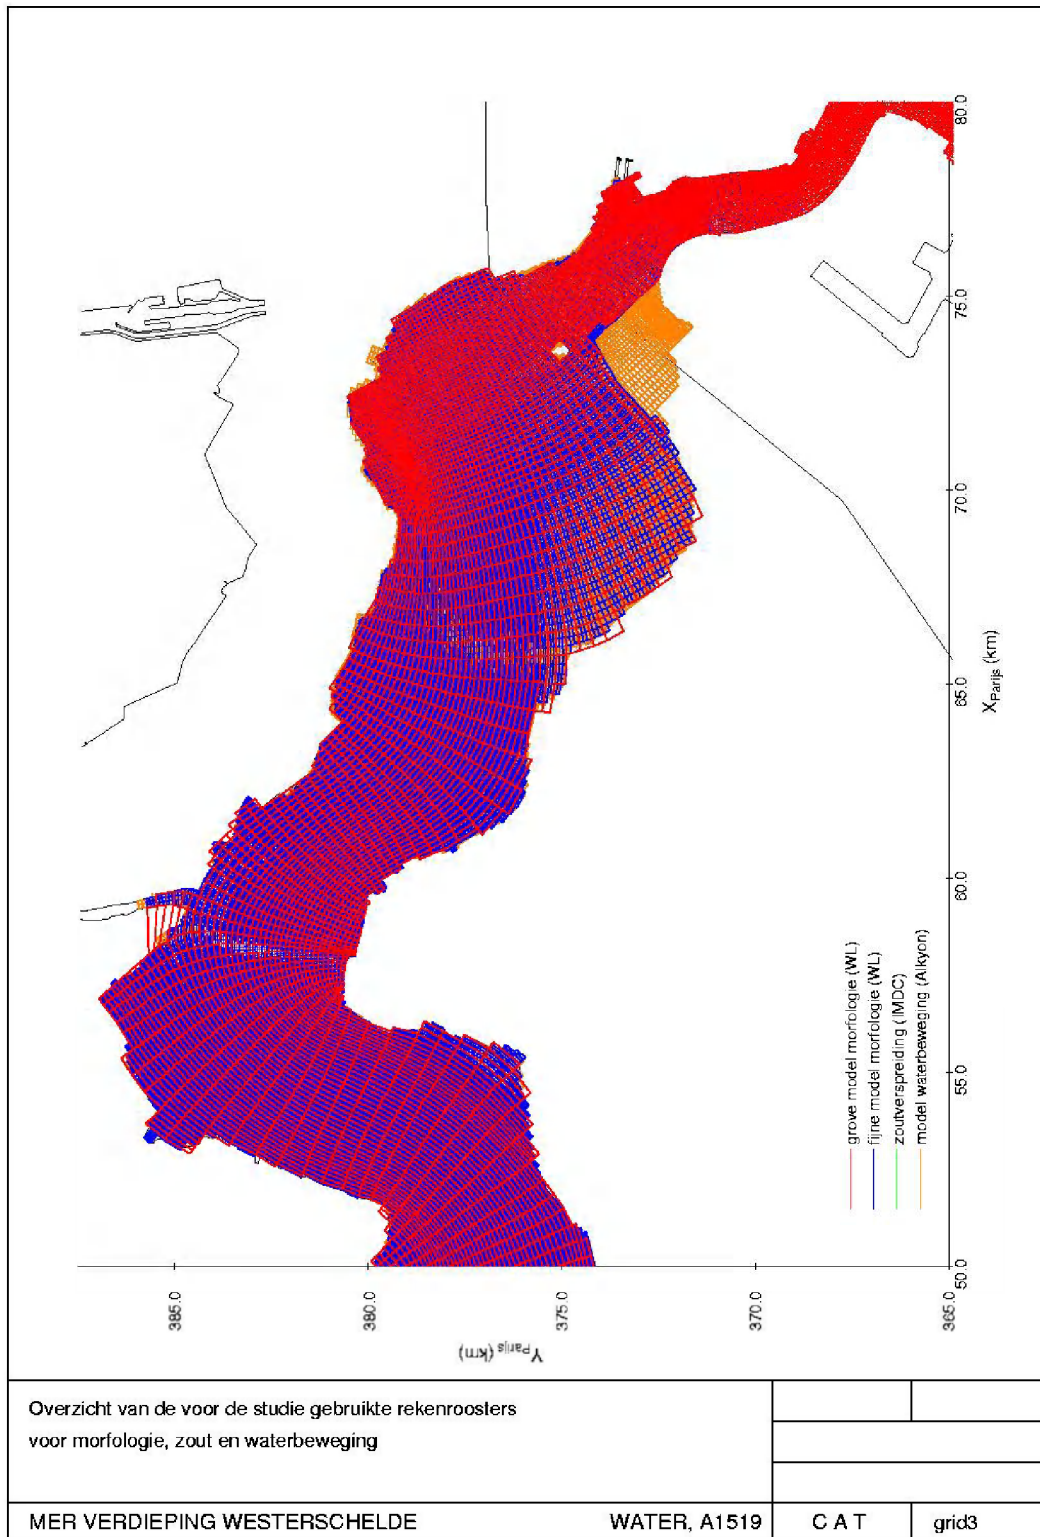 80.0
75.0
70.0
65.0
60.0
55.0
50.0
X Parijs (km)
385.0
380.0
375.0
370.0
365.0
Y Parijs (km)
grove model morfologie (WL)
fijne model morfologie (WL)
zoutverspreiding (IMDC)
model waterbeweging (Alkyon)
Overzicht van de voor de studie gebruikte rekenroosters
voor morfologie, zout en waterbeweging
MER VERDIEPING WESTERSCHELDE
WATER, A1519
C A T
grid3